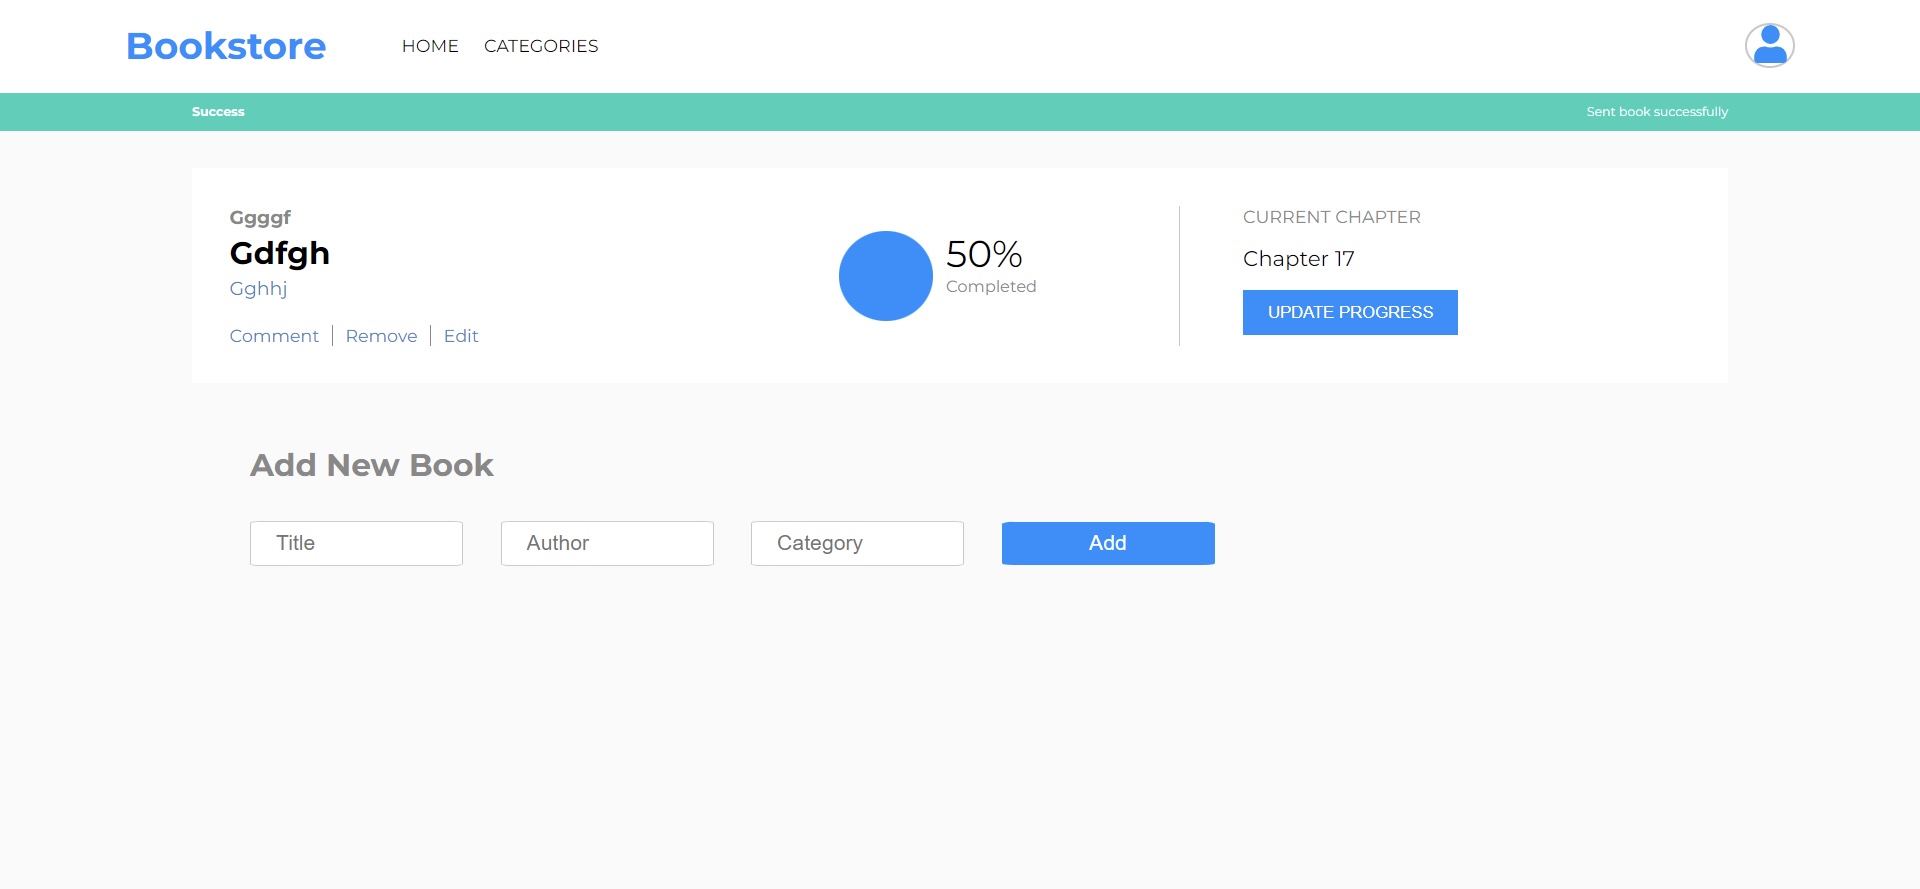 Bookstore
HOME CATEGORIES
Success
Sent book successfully
Ggggf
Gdfgh
Gghhj
Comment
Remove
Edit
50%
Completed
CURRENT CHAPTER
Chapter 17
UPDATE PROGRESS
Add New Book
Title
Author
Category
Add